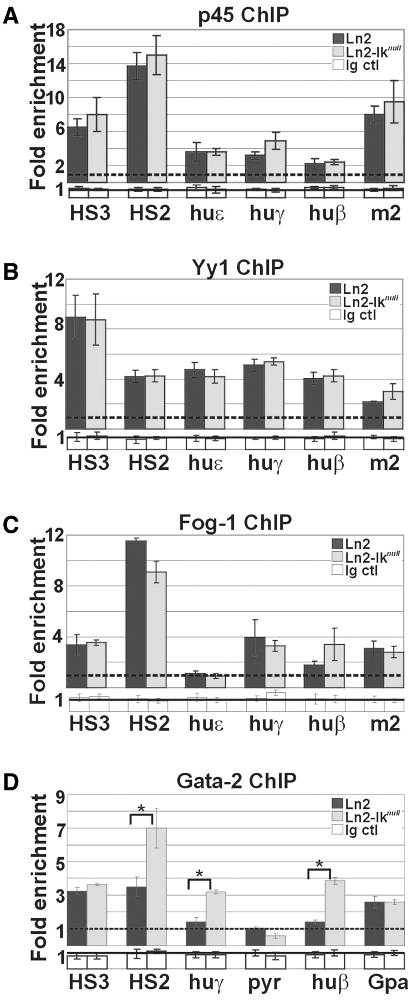 A
p45 ChIP
Fold enrichment
18
14
10
6
2
1
Ln2
Ln2-Ik^null
Ig ctl
HS3 HS2 huε huγ huβ m2
B
Yy1 ChIP
Fold enrichment
12
8
4
1
Ln2
Ln2-Ik^null
Ig ctl
HS3 HS2 huε huγ huβ m2
C
Fog-1 ChIP
Fold enrichment
12
8
4
1
Ln2
Ln2-Ik^null
Ig ctl
HS3 HS2 huε huγ huβ m2
D
Gata-2 ChIP
Fold enrichment
9
7
5
3
1
1
Ln2
Ln2-Ik^null
Ig ctl
*
*
*
HS3 HS2 huγ pyr huβ Gpa